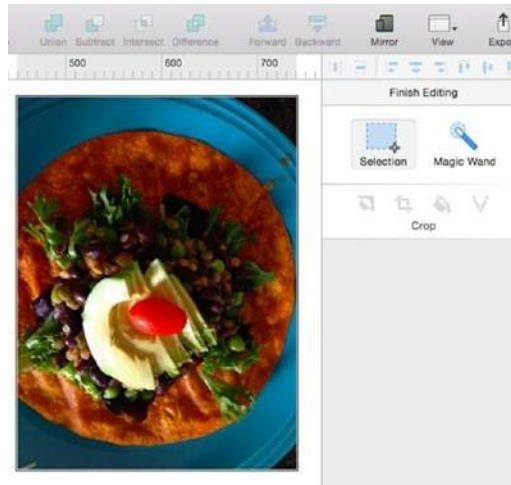 Union Subtract Intersect Difference Forward Backward Mirror View Expo
500 600 700
Finish Editing
Selection Magic Wand
Crop